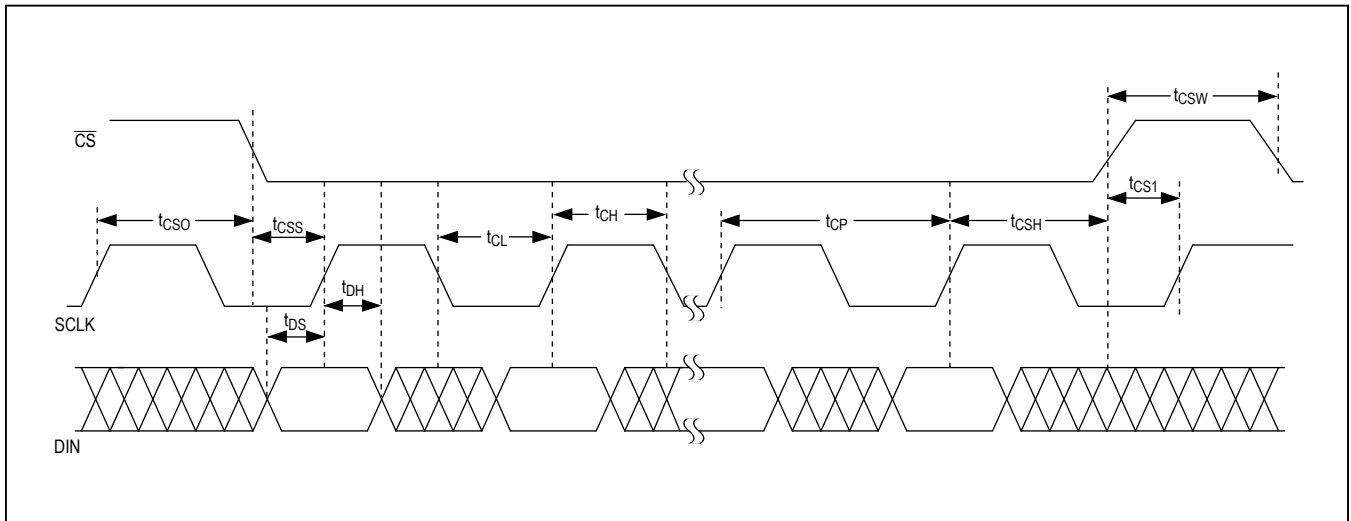 tCSW
CS
tCS1
tCSO
tCSS
tCL
tCH
tCP
tCSH
tDH
SCLK
tDS
DIN